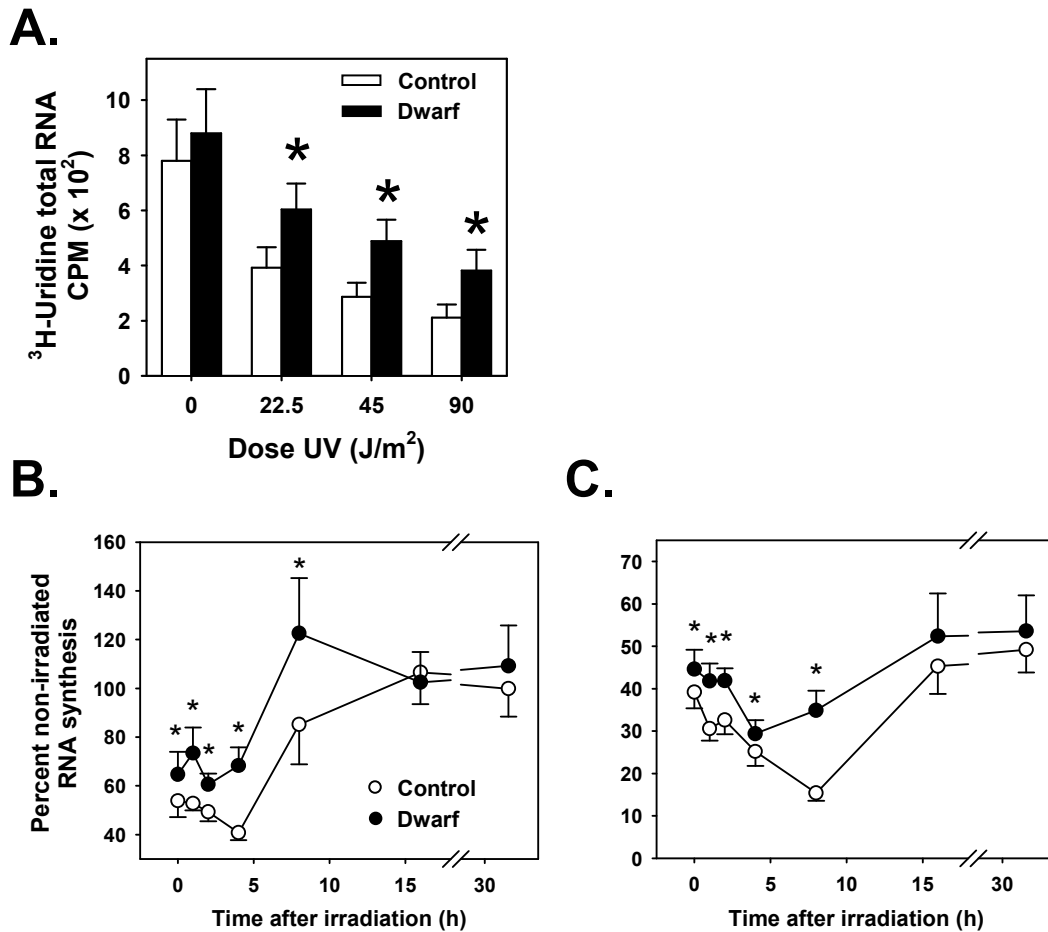 A.
³H-Uridine total RNA
CPM (x 10²)
10
8
6
4
2
0
Control
Dwarf
*
*
*
0 22.5 45 90
Dose UV (J/m²)
B.
Percent non-irradiated
RNA synthesis
160
140
120
100
80
60
40
* * * * *
Control
Dwarf
0 5 10 15 30
Time after irradiation (h)
C.
70
60
50
40
30
20
10
0
* * * * *
0 5 10 15 30
Time after irradiation (h)